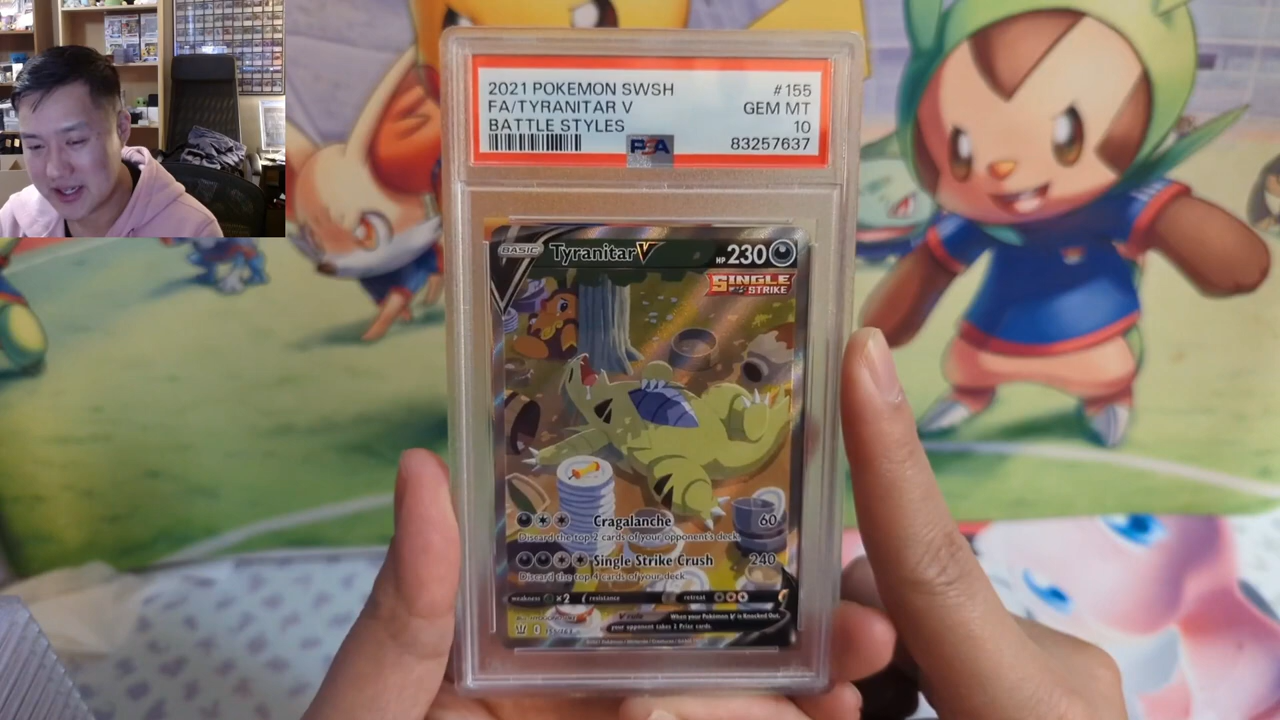 2021 POKEMON SWSH #155
FA/TYRANITAR V GEM MT
BATTLE STYLES 10
PSA 83257637
BASIC Tyranitar V HP 230
SINGLE STRIKE
Cragalanche 60
Discard the top 2 cards of your opponent's deck.
Single Strike Crush 240
Discard the top 4 cards of your deck.
weakness ×2 resistance retreat
V rule When your Pokémon V is Knocked Out,
your opponent takes 2 Prize cards.
155/163